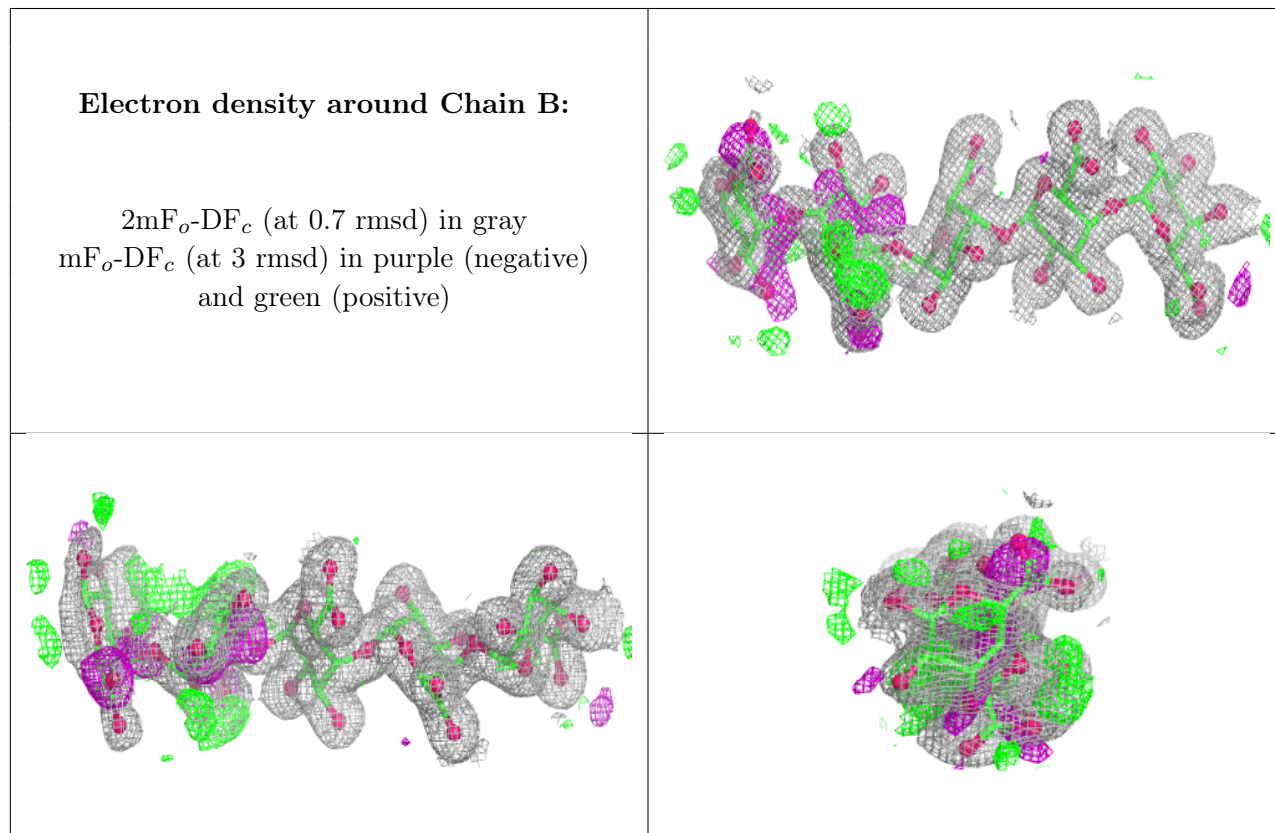 Electron density around Chain B:
2mFo-DFc (at 0.7 rmsd) in gray
mFo-DFc (at 3 rmsd) in purple (negative)
and green (positive)